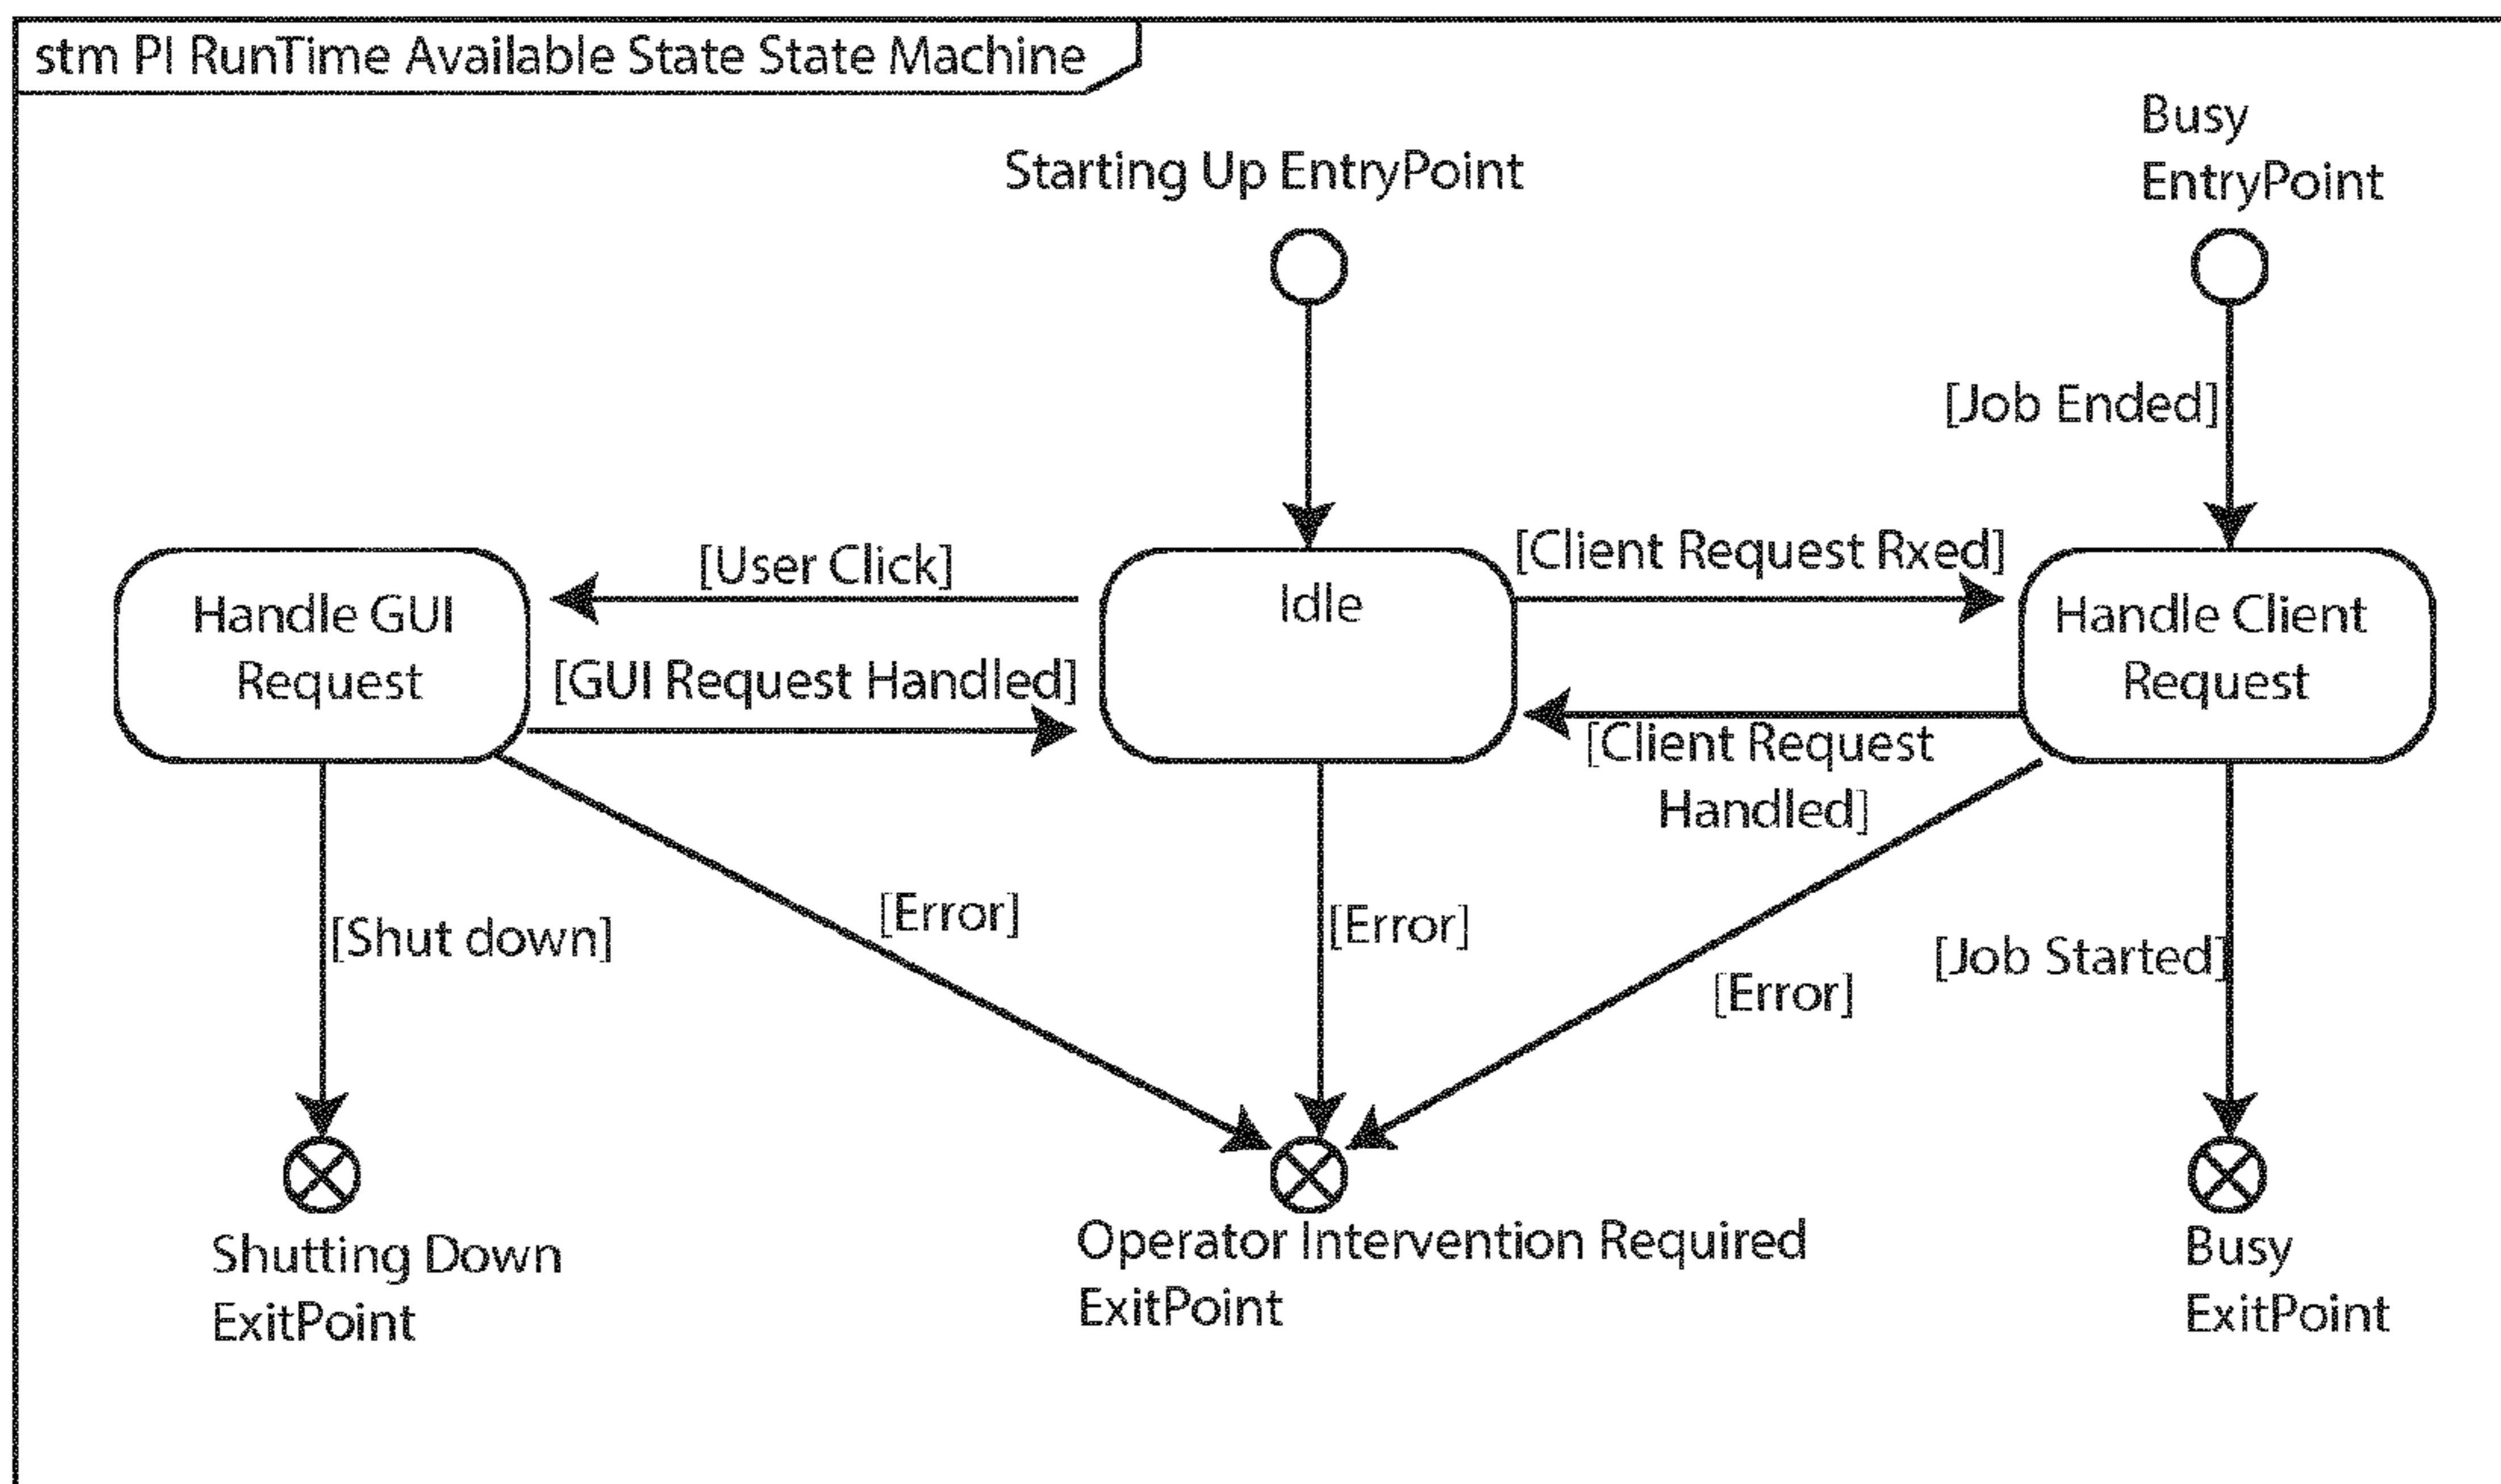 stm PI RunTime Available State State Machine
Busy
EntryPoint
Starting Up EntryPoint
[Job Ended]
[User Click]
[Client Request Rxed]
Handle GUI
Request
Idle
Handle Client
Request
[GUI Request Handled]
[Client Request
Handled]
[Shut down]
[Error]
[Error]
[Error]
[Job Started]
Shutting Down
ExitPoint
Operator Intervention Required
ExitPoint
Busy
ExitPoint